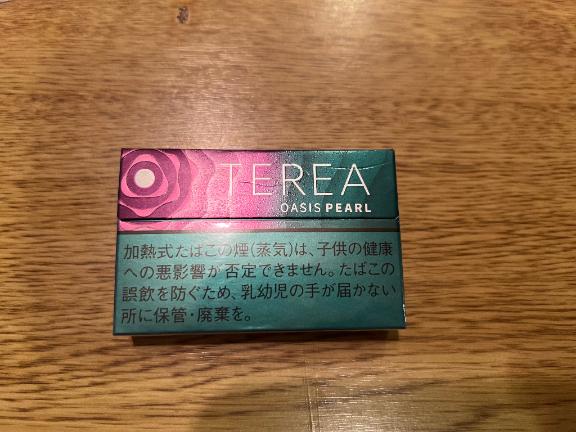 TEREA
OASIS PEARL
加熱式たばこの煙(蒸気)は、子供の健康
への悪影響が否定できません。たばこの
誤飲を防ぐため、乳幼児の手が届かない
所に保管・廃棄を。